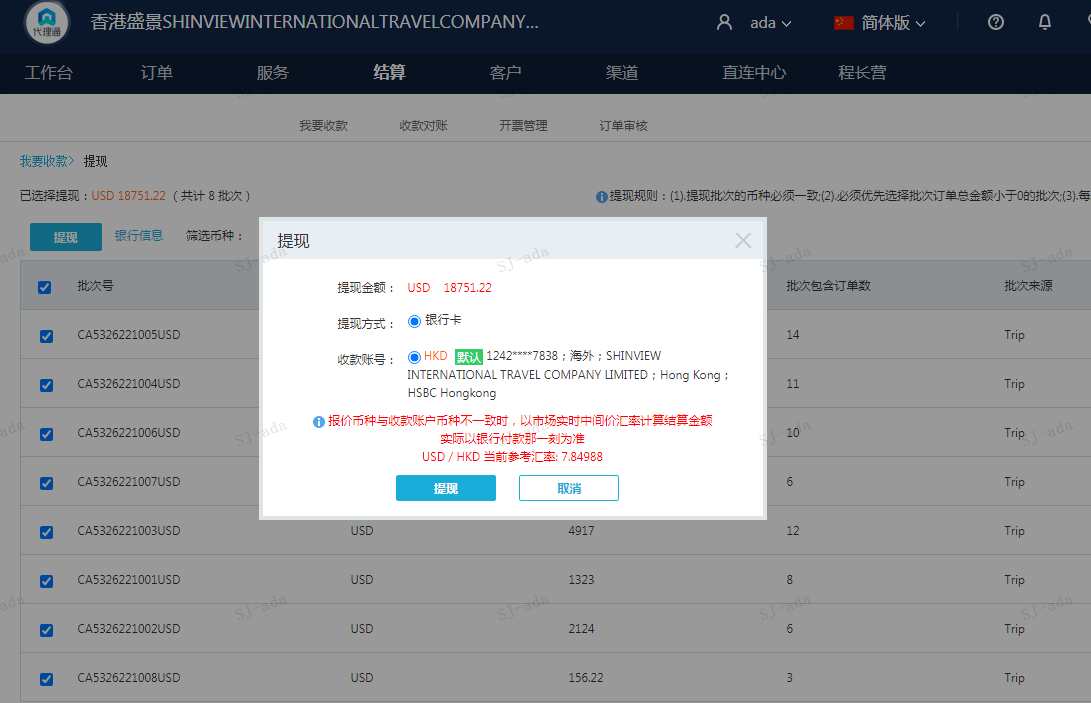 代理通
香港盛景SHINVIEWINTERNATIONALTRAVELCOMPANY...
ada
简体版
工作台 订单 服务 结算 客户 渠道 直连中心 程长营
我要收款 收款对账 开票管理 订单审核
我要收款> 提现
已选择提现：USD 18751.22 （ 共计 8 批次 ）
提现规则：(1).提现批次的币种必须一致;(2).必须优先选择批次订单总金额小于0的批次;(3).每
提现 银行信息 筛选币种：
批次号 批次包含订单数 批次来源
CA5326221005USD 14 Trip
CA5326221004USD 11 Trip
CA5326221006USD 10 Trip
CA5326221007USD 6 Trip
CA5326221003USD USD 4917 12 Trip
CA5326221001USD USD 1323 8 Trip
CA5326221002USD USD 2124 6 Trip
CA5326221008USD USD 156.22 3 Trip
提现
提现金额： USD 18751.22
提现方式： 银行卡
收款账号： HKD 默认 1242****7838；海外；SHINVIEW
INTERNATIONAL TRAVEL COMPANY LIMITED；Hong Kong；
HSBC Hongkong
报价币种与收款账户币种不一致时，以市场实时中间价汇率计算结算金额
实际以银行付款那一刻为准
USD / HKD 当前参考汇率: 7.84988
提现 取消
SJ-ada